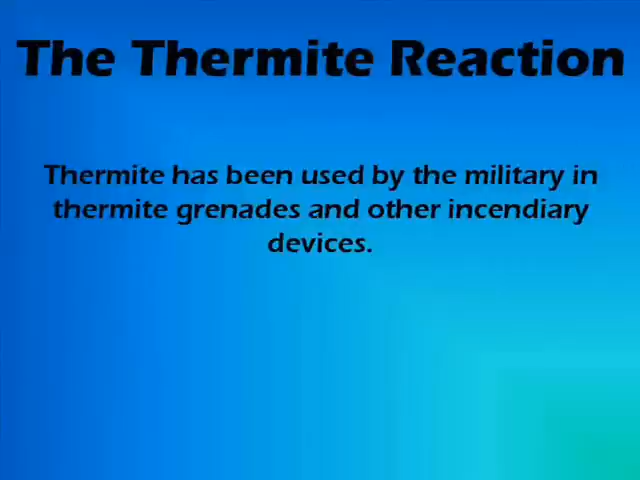 The Thermite Reaction
Thermite has been used by the military in
thermite grenades and other incendiary
devices.